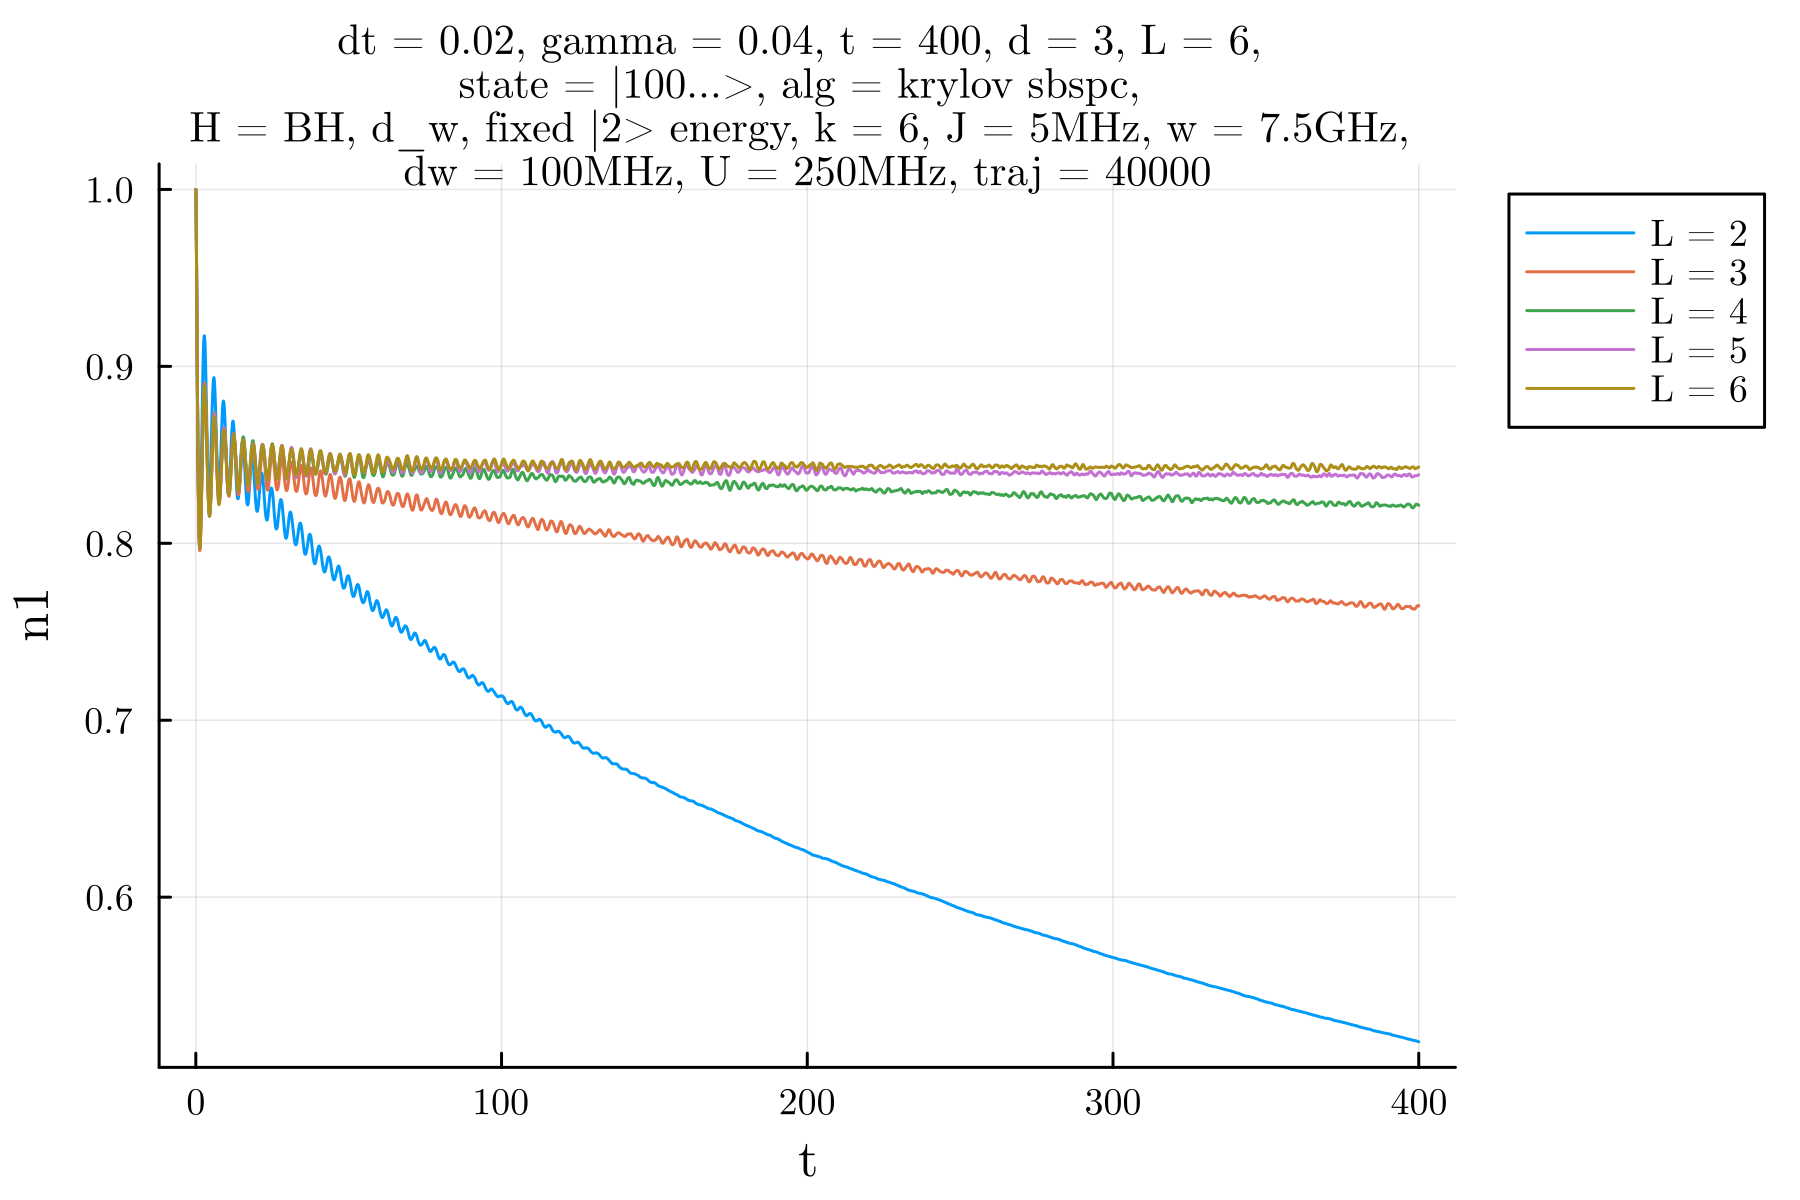 dt = 0.02, gamma = 0.04, t = 400, d = 3, L = 6,
state = |100...>, alg = krylov sbspc,
H = BH, d_w, fixed |2> energy, k = 6, J = 5MHz, w = 7.5GHz,
dw = 100MHz, U = 250MHz, traj = 40000
1.0
0.9
0.8
0.7
0.6
n1
0
100
200
300
400
t
L = 2
L = 3
L = 4
L = 5
L = 6